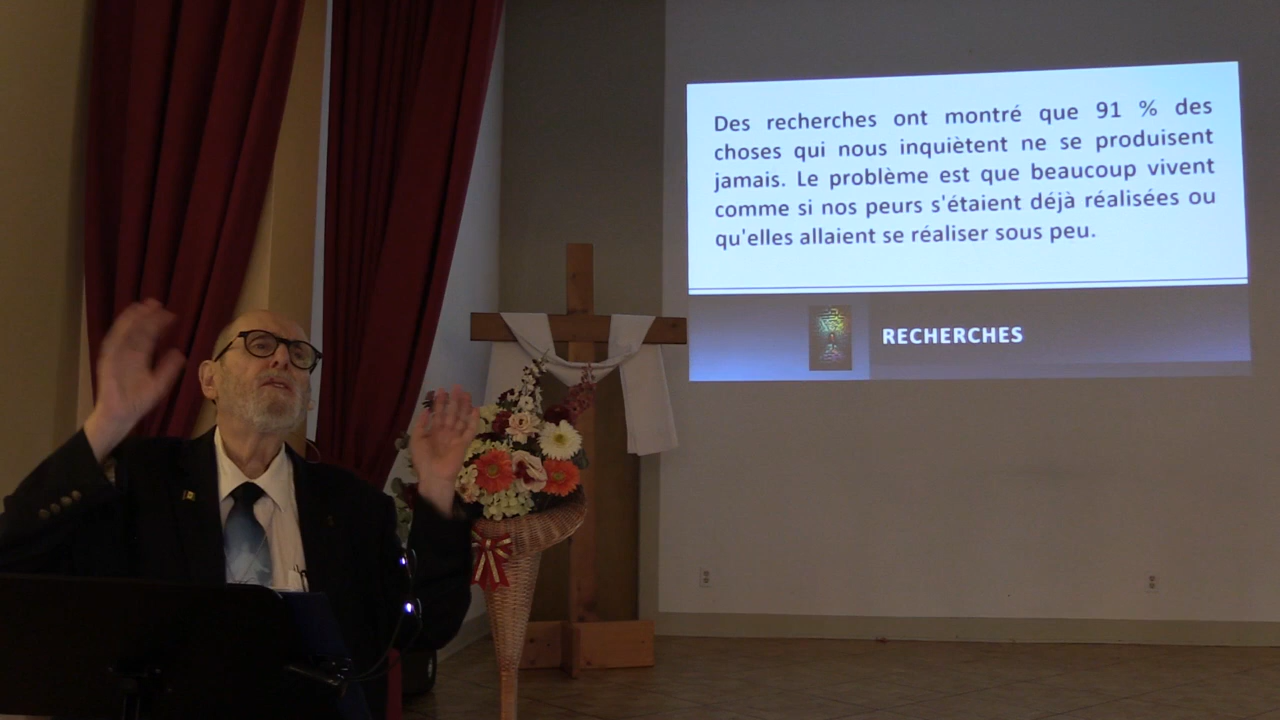 Des recherches ont montré que 91 % des
choses qui nous inquiètent ne se produisent
jamais. Le problème est que beaucoup vivent
comme si nos peurs s'étaient déjà réalisées ou
qu'elles allaient se réaliser sous peu.
RECHERCHES